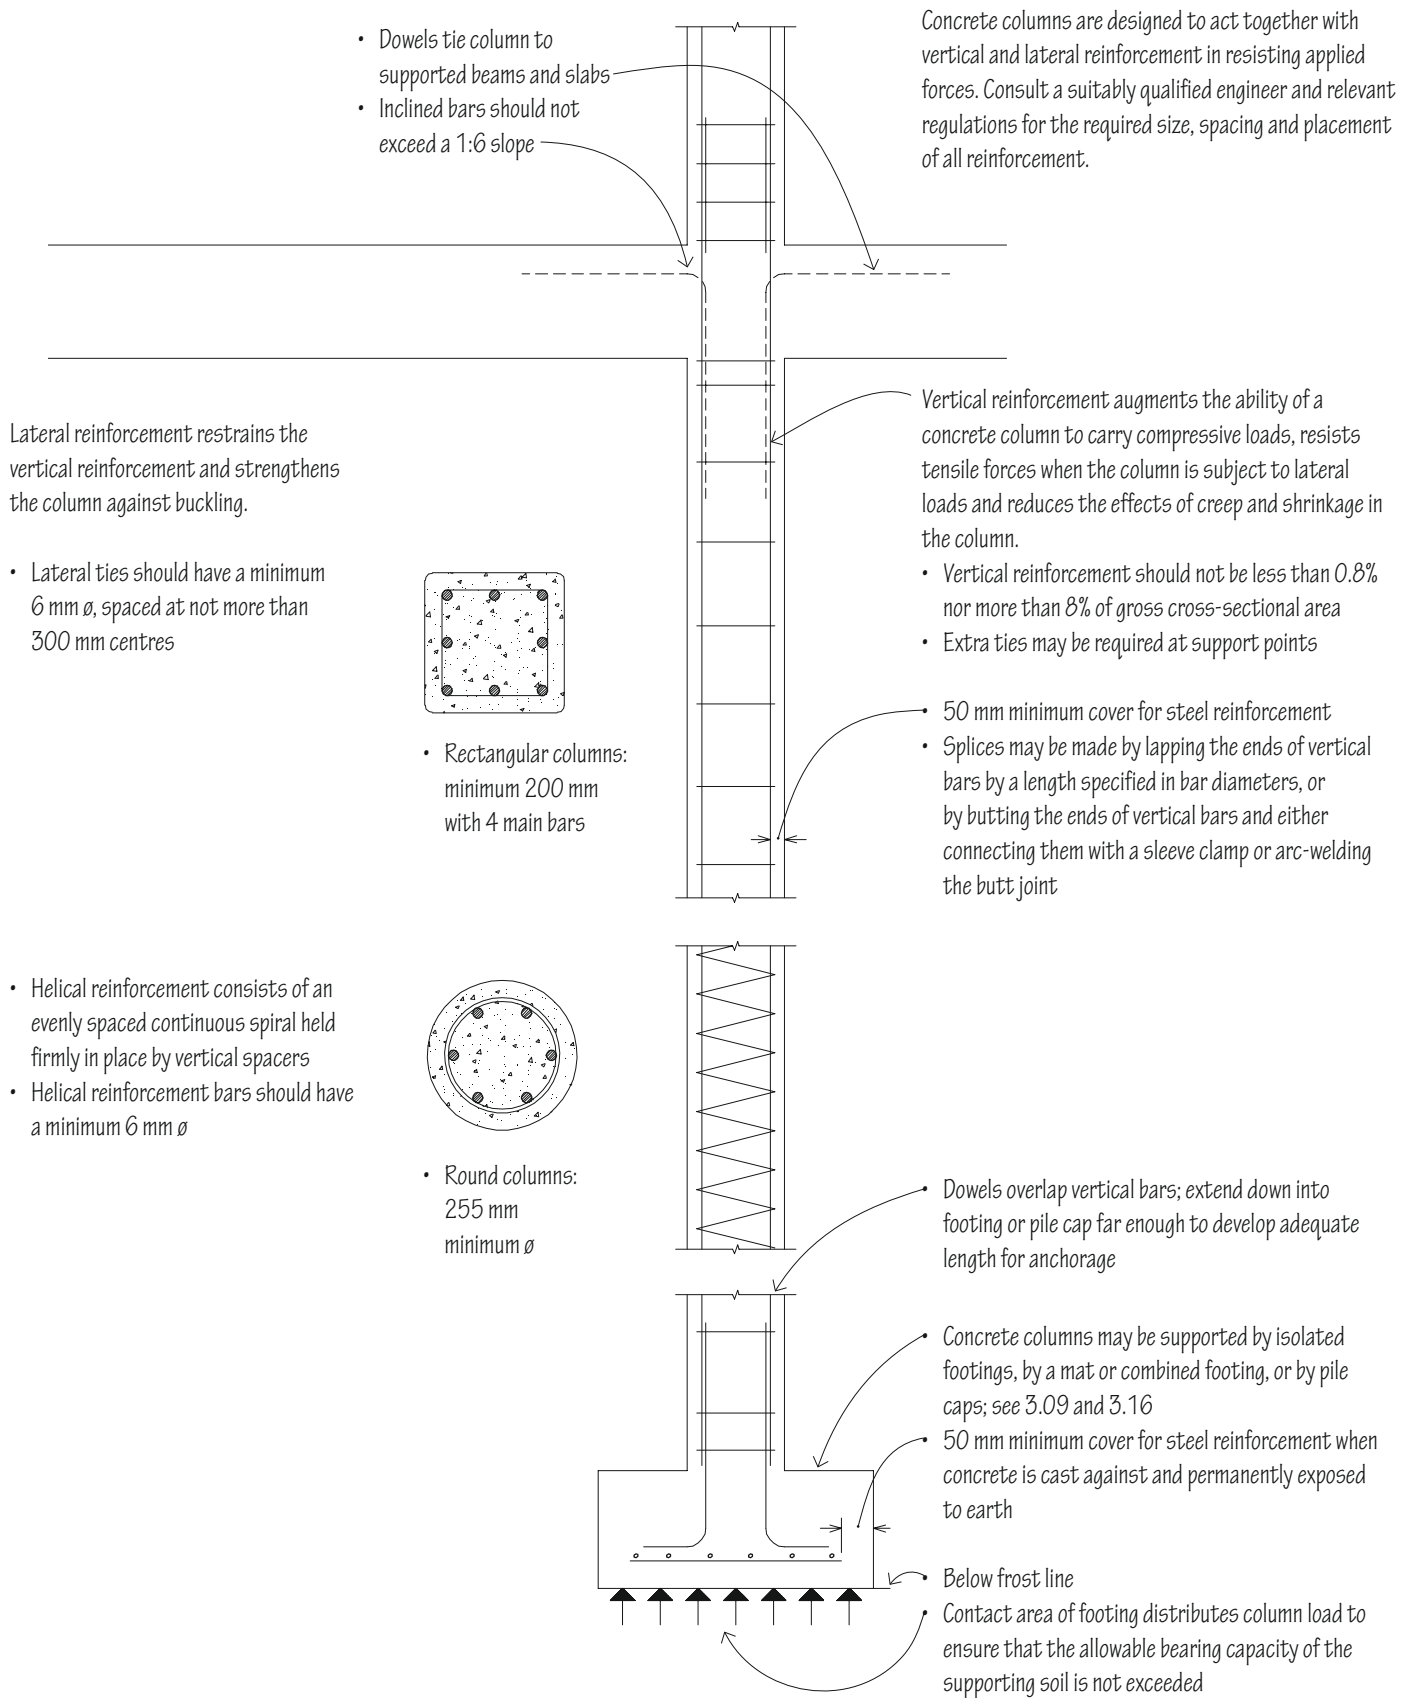 • Dowels tie column to
supported beams and slabs
• Inclined bars should not
exceed a 1:6 slope
Concrete columns are designed to act together with
vertical and lateral reinforcement in resisting applied
forces. Consult a suitably qualified engineer and relevant
regulations for the required size, spacing and placement
of all reinforcement.
Lateral reinforcement restrains the
vertical reinforcement and strengthens
the column against buckling.
• Lateral ties should have a minimum
6 mm ø, spaced at not more than
300 mm centres
• Rectangular columns:
minimum 200 mm
with 4 main bars
Vertical reinforcement augments the ability of a
concrete column to carry compressive loads, resists
tensile forces when the column is subject to lateral
loads and reduces the effects of creep and shrinkage in
the column.
• Vertical reinforcement should not be less than 0.8%
nor more than 8% of gross cross-sectional area
• Extra ties may be required at support points
• 50 mm minimum cover for steel reinforcement
• Splices may be made by lapping the ends of vertical
bars by a length specified in bar diameters, or
by butting the ends of vertical bars and either
connecting them with a sleeve clamp or arc-welding
the butt joint
• Helical reinforcement consists of an
evenly spaced continuous spiral held
firmly in place by vertical spacers
• Helical reinforcement bars should have
a minimum 6 mm ø
• Round columns:
255 mm
minimum ø
• Dowels overlap vertical bars; extend down into
footing or pile cap far enough to develop adequate
length for anchorage
• Concrete columns may be supported by isolated
footings, by a mat or combined footing, or by pile
caps; see 3.09 and 3.16
• 50 mm minimum cover for steel reinforcement when
concrete is cast against and permanently exposed
to earth
• Below frost line
• Contact area of footing distributes column load to
ensure that the allowable bearing capacity of the
supporting soil is not exceeded